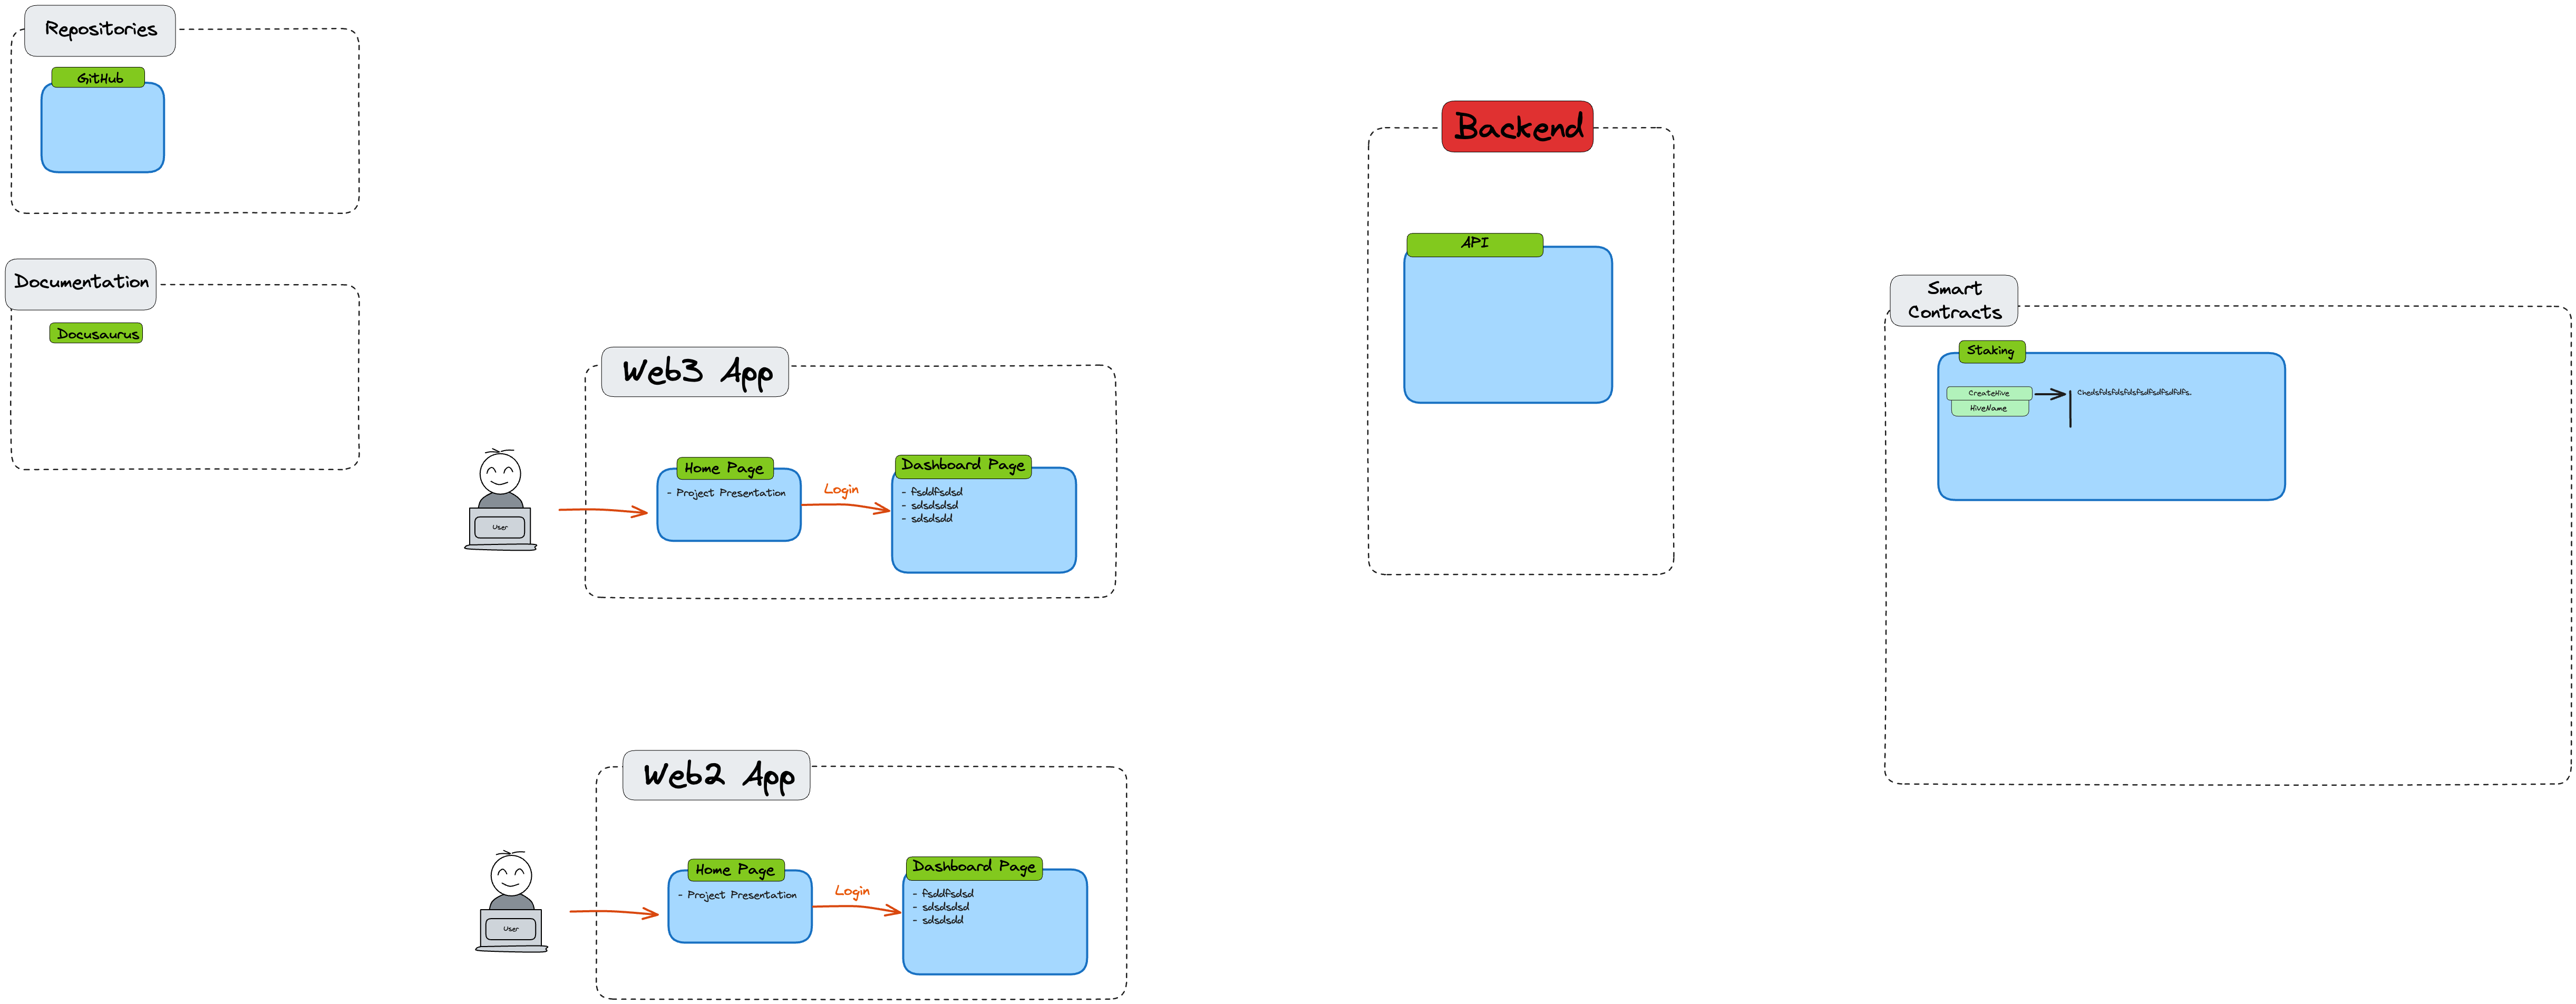 Repositories
GitHub
Documentation
Docusaurus
Web3 App
User
Home Page
- Project Presentation
Login
Dashboard Page
- fsddfsdsd
- sdsdsdsd
- sdsdsdd
Web2 App
User
Home Page
- Project Presentation
Login
Dashboard Page
- fsddfsdsd
- sdsdsdsd
- sdsdsdd
Backend
API
Smart
Contracts
Staking
CreateHive
HiveName